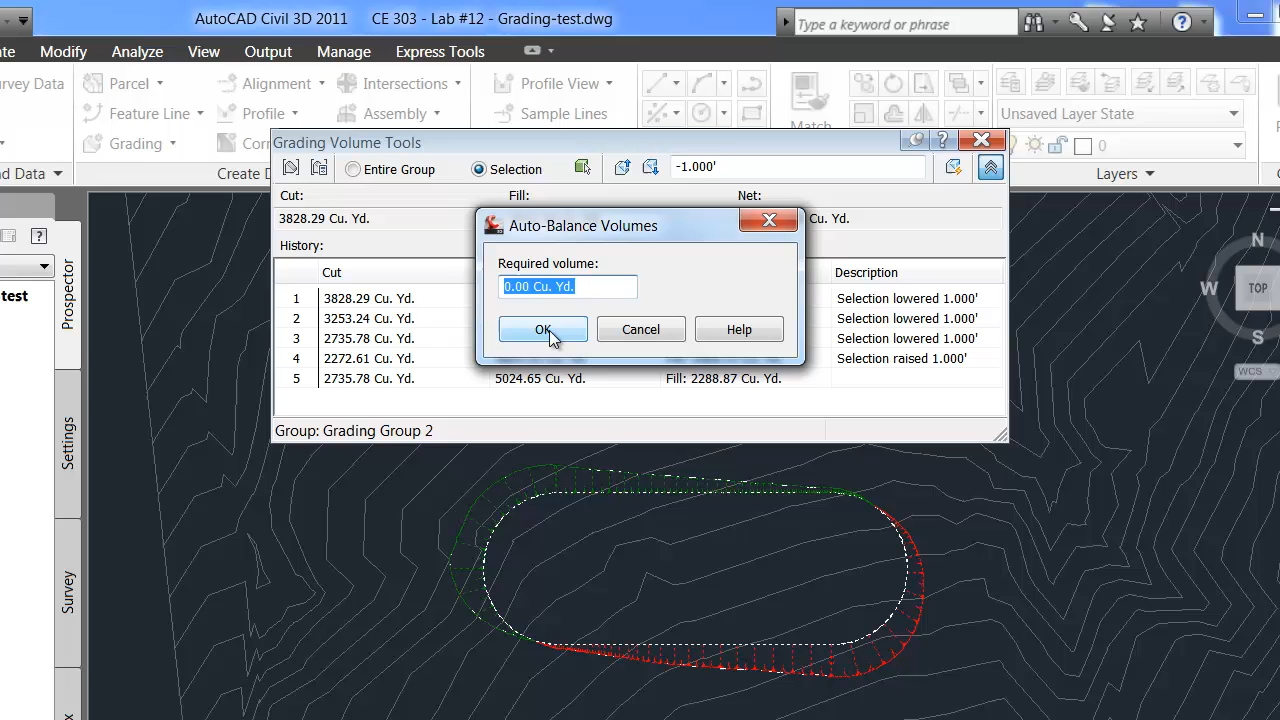 AutoCAD Civil 3D 2011 CE 303 - Lab #12 - Grading test.dwg
Type a keyword or phrase
Modify Analyze View Output Manage Annotate Express Tools
Parcel Alignment Intersections Profile View
Feature Line Profile Assembly Sample Lines
Match
Unsaved Layer State
Grading
0
Create
Layers
Grading Volume Tools
Entire Group Selection -1.000'
Cut: Fill: Net:
3828.29 Cu. Yd. Cu. Yd.
History:
Cut Description
1 3828.29 Cu. Yd. Selection lowered 1.000'
2 3253.24 Cu. Yd. Selection lowered 1.000'
3 2735.78 Cu. Yd. Selection lowered 1.000'
4 2272.61 Cu. Yd. Selection raised 1.000'
5 2735.78 Cu. Yd. 5024.65 Cu. Yd. Fill: 2288.87 Cu. Yd.
Group: Grading Group 2
Auto-Balance Volumes
Required volume:
0.00 Cu. Yd.
OK Cancel Help
test
Prospector
Settings
Survey
N
W TOP
S
WCS